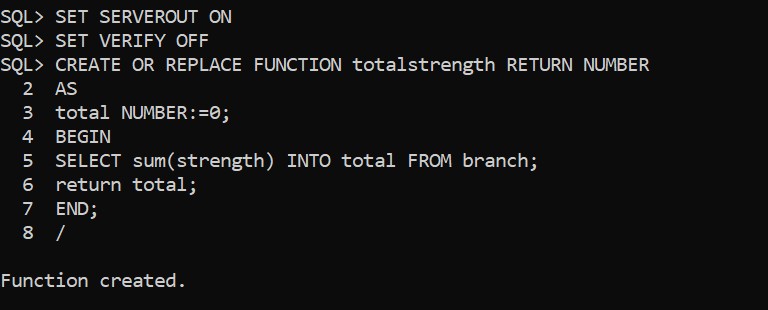 SQL> SET SERVEROUT ON
SQL> SET VERIFY OFF
SQL> CREATE OR REPLACE FUNCTION totalstrength RETURN NUMBER
  2  AS
  3  total NUMBER:=0;
  4  BEGIN
  5  SELECT sum(strength) INTO total FROM branch;
  6  return total;
  7  END;
  8  /
Function created.